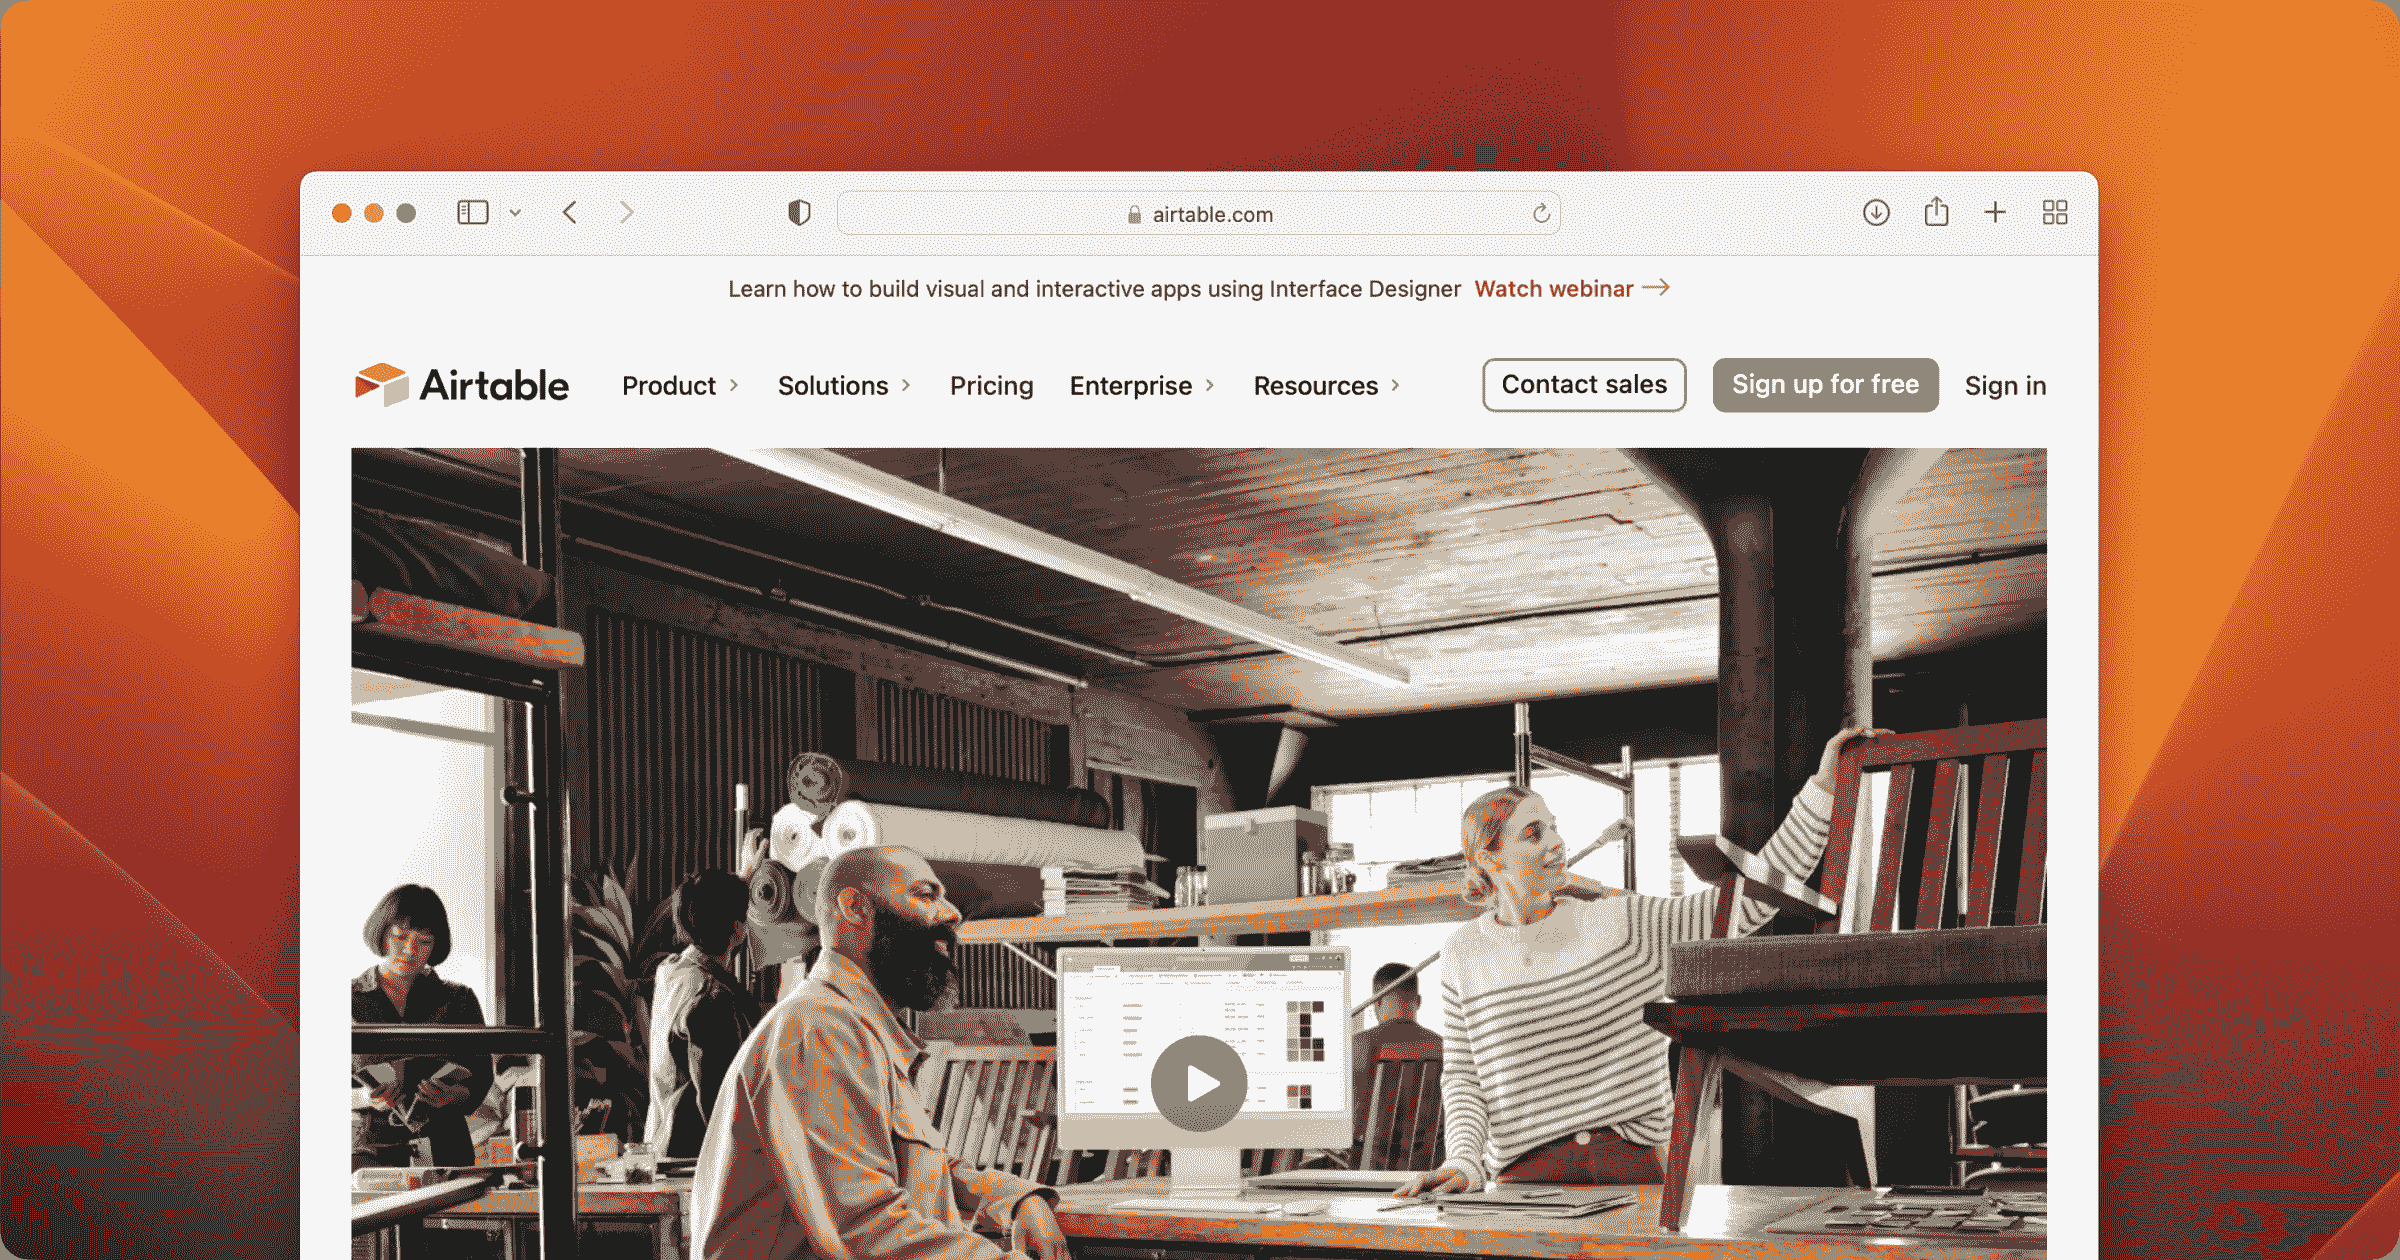 airtable.com
Learn how to build visual and interactive apps using Interface Designer Watch webinar →
Airtable Product Solutions Pricing Enterprise Resources Contact sales Sign up for free Sign in